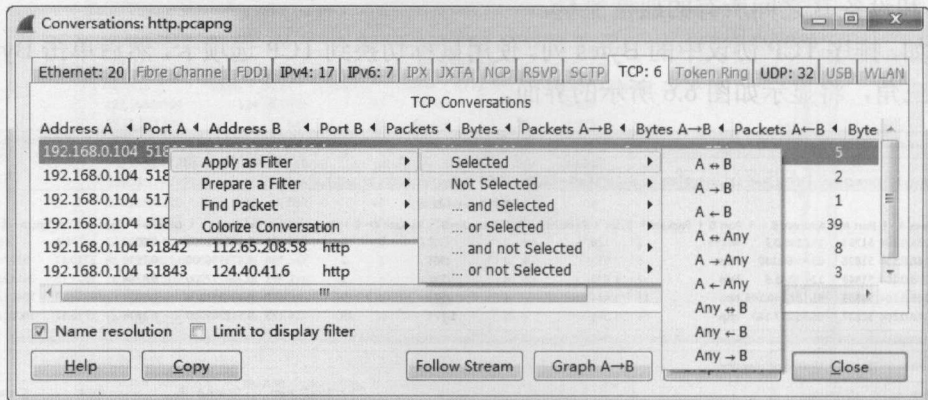 Conversations: http.pcapng
Ethernet: 20 Fibre Channe FDDI IPv4: 17 IPv6: 7 IPX JXTA NCP RSVP SCTP TCP: 6 Token Ring UDP: 32 USB WLAN
TCP Conversations
Address A Port A Address B Port B Packets Bytes Packets A→B Bytes A→B Packets A←B Byte
192.168.0.104 5
192.168.0.104 518 2
192.168.0.104 517 1
192.168.0.104 518 39
192.168.0.104 51842 112.65.208.58 http 8
192.168.0.104 51843 124.40.41.6 http 3
Apply as Filter
Prepare a Filter
Find Packet
Colorize Conversation
Selected
Not Selected
... and Selected
... or Selected
... and not Selected
... or not Selected
A ↔ B
A → B
A ← B
A ↔ Any
A → Any
A ← Any
Any ↔ B
Any ← B
Any → B
Name resolution Limit to display filter
Help Copy Follow Stream Graph A→B Close